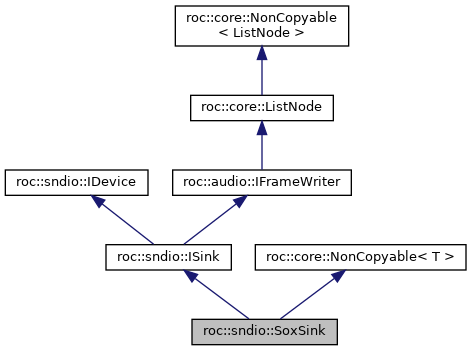 roc::core::NonCopyable
< ListNode >
roc::core::ListNode
roc::sndio::IDevice
roc::audio::IFrameWriter
roc::sndio::ISink
roc::core::NonCopyable< T >
roc::sndio::SoxSink